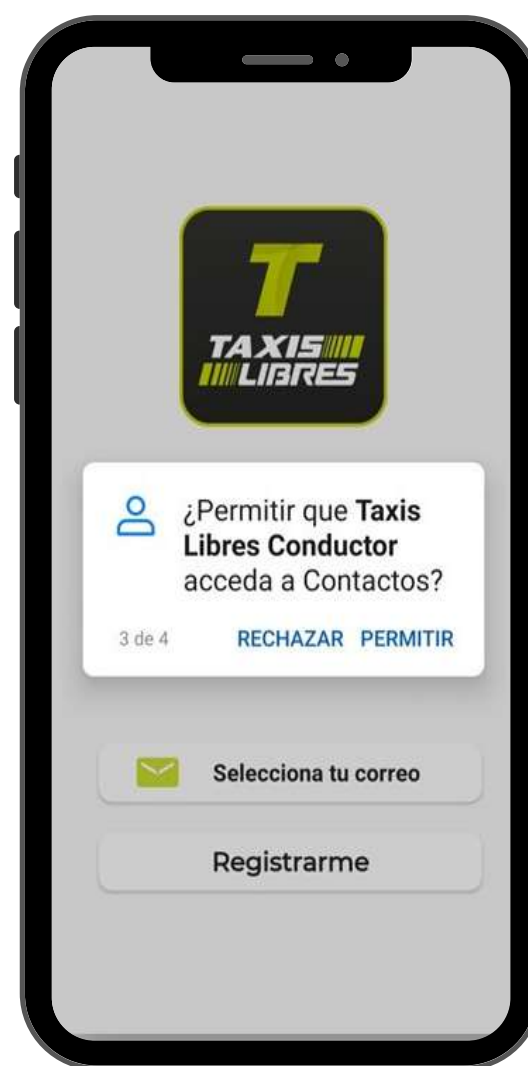 T
TAXIS
LIBRES
¿Permitir que Taxis
Libres Conductor
acceda a Contactos?
3 de 4 RECHAZAR PERMITIR
Selecciona tu correo
Registrarme